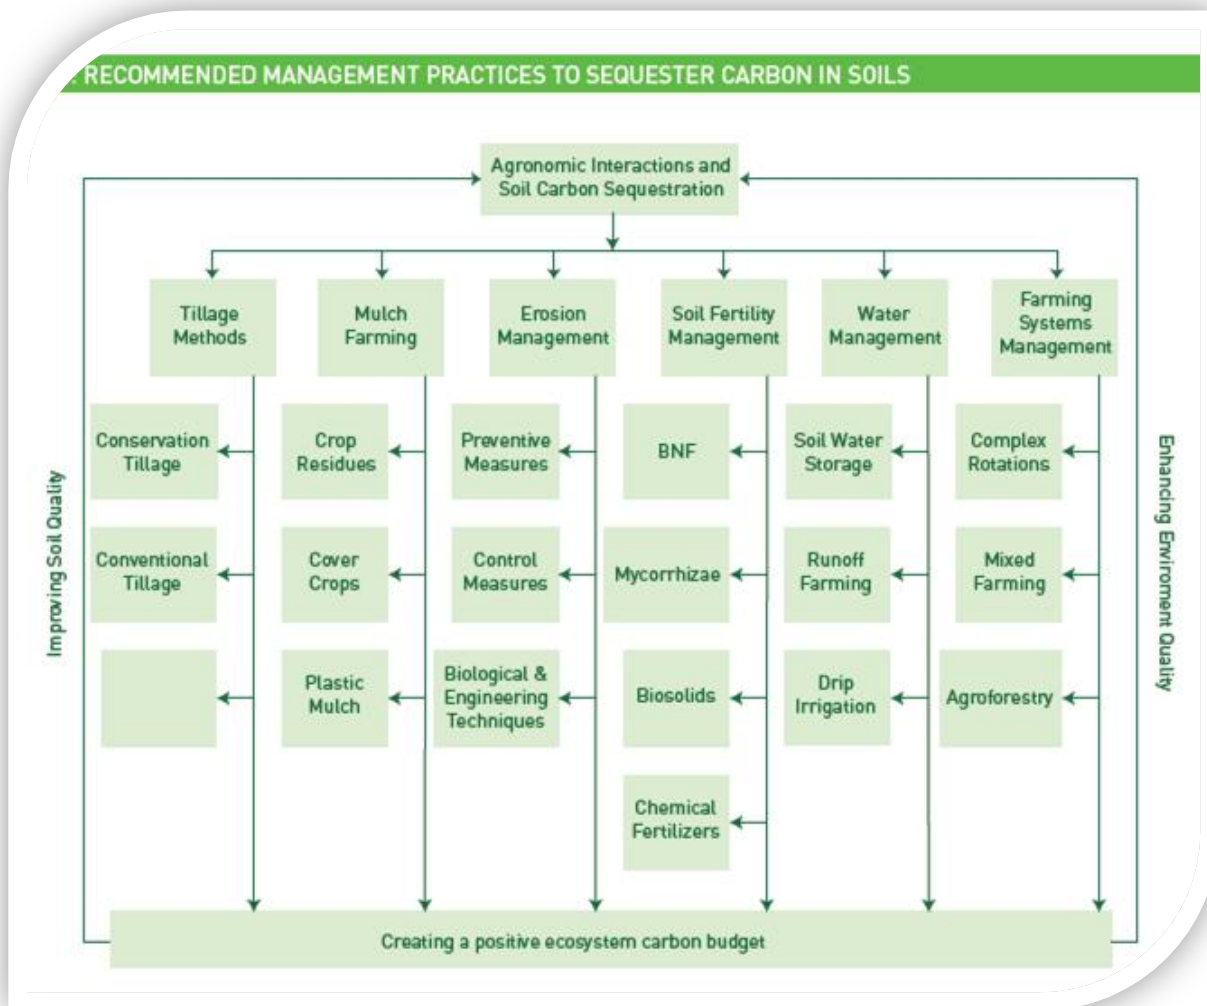 : RECOMMENDED MANAGEMENT PRACTICES TO SEQUESTER CARBON IN SOILS
Agronomic Interactions and
Soil Carbon Sequestration
Tillage
Methods
Mulch
Farming
Erosion
Management
Soil Fertility
Management
Water
Management
Farming
Systems
Management
Conservation
Tillage
Crop
Residues
Preventive
Measures
BNF
Soil Water
Storage
Complex
Rotations
Conventional
Tillage
Cover
Crops
Control
Measures
Mycorrhizae
Runoff
Farming
Mixed
Farming
Plastic
Mulch
Biological &
Engineering
Techniques
Biosolids
Drip
Irrigation
Agroforestry
Chemical
Fertilizers
Improving Soil Quality
Enhancing Enviroment Quality
Creating a positive ecosystem carbon budget